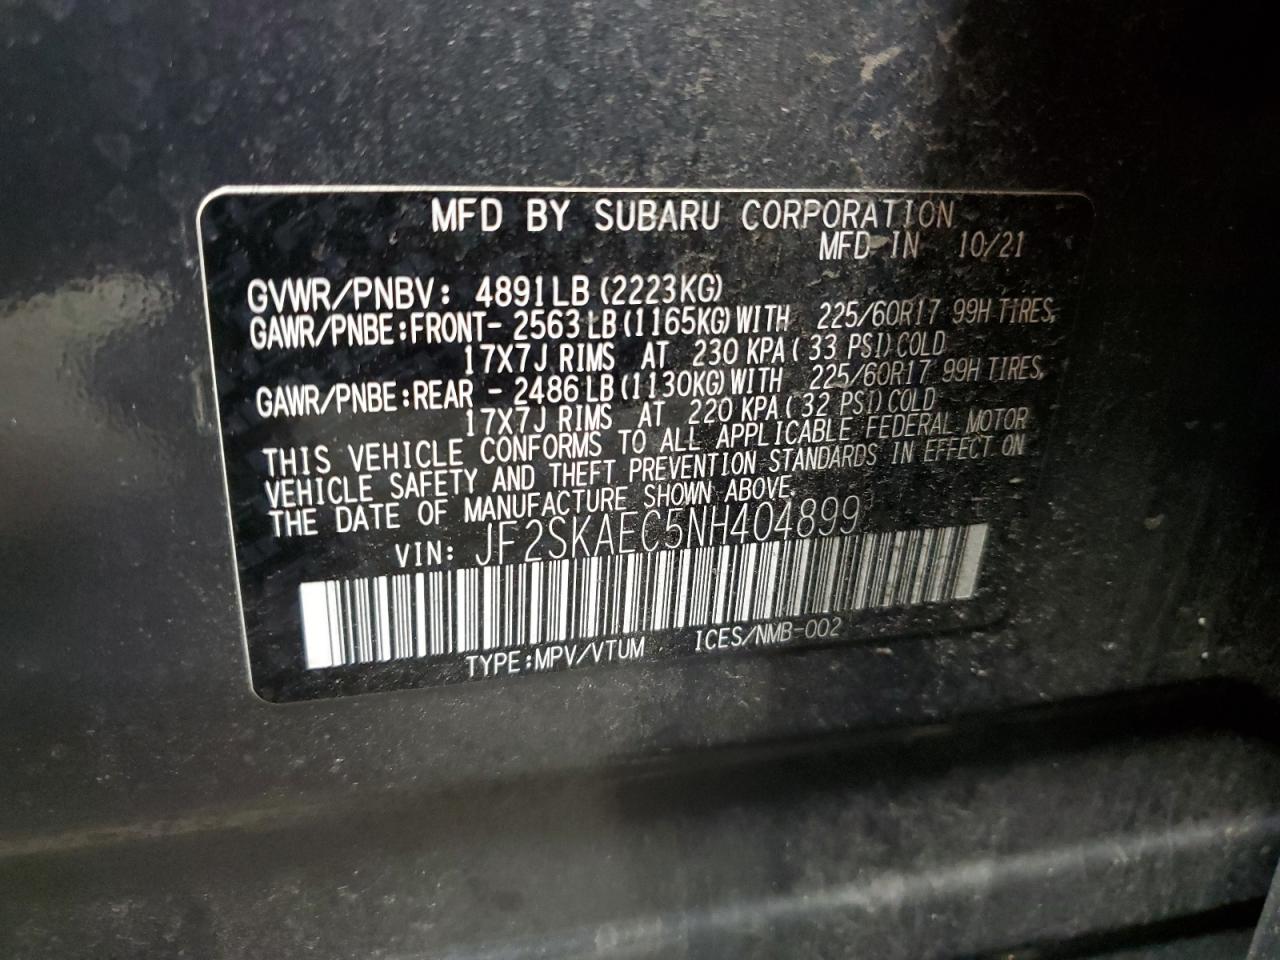 MFD BY SUBARU CORPORATION
MFD IN 10/21
GVWR/PNBV: 4891LB (2223KG)
GAWR/PNBE:FRONT- 2563 LB (1165KG) WITH 225/60R17 99H TIRES,
17X7J RIMS AT 230 KPA ( 33 PSI) COLD
GAWR/PNBE:REAR - 2486 LB (1130KG) WITH 225/60R17 99H TIRES,
17X7J RIMS AT 220 KPA ( 32 PSI) COLD
THIS VEHICLE CONFORMS TO ALL APPLICABLE FEDERAL MOTOR
VEHICLE SAFETY AND THEFT PREVENTION STANDARDS IN EFFECT ON
THE DATE OF MANUFACTURE SHOWN ABOVE.
VIN: JF2SKAEC5NH404899
TYPE:MPV/VTUM ICES/NMB-002